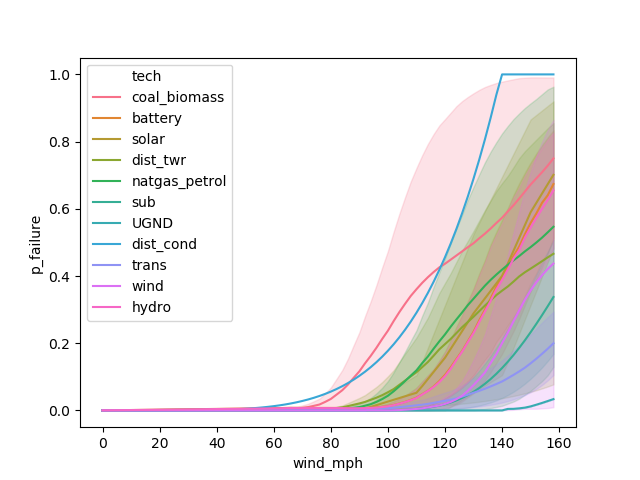 p_failure
1.0
0.8
0.6
0.4
0.2
0.0
tech
coal_biomass
battery
solar
dist_twr
natgas_petrol
sub
UGND
dist_cond
trans
wind
hydro
0 20 40 60 80 100 120 140 160
wind_mph